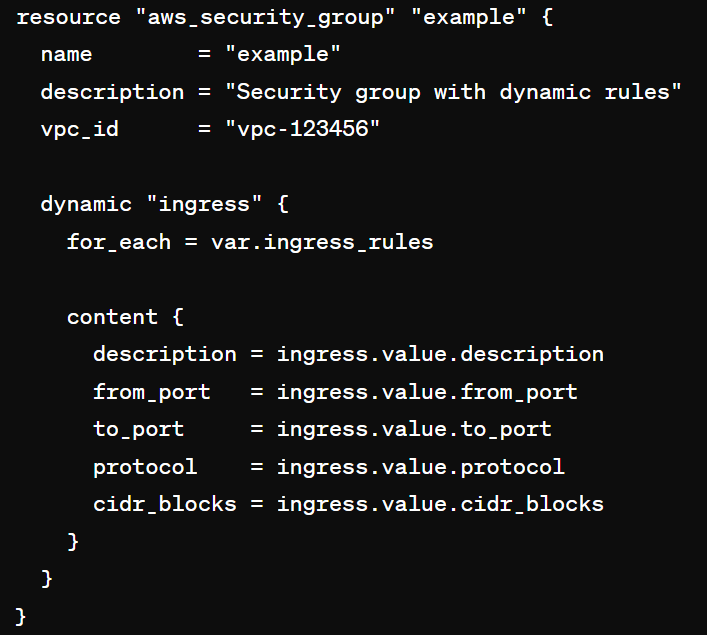 resource "aws_security_group" "example" {
  name        = "example"
  description = "Security group with dynamic rules"
  vpc_id      = "vpc-123456"

  dynamic "ingress" {
    for_each = var.ingress_rules

    content {
      description = ingress.value.description
      from_port   = ingress.value.from_port
      to_port     = ingress.value.to_port
      protocol    = ingress.value.protocol
      cidr_blocks = ingress.value.cidr_blocks
    }
  }
}